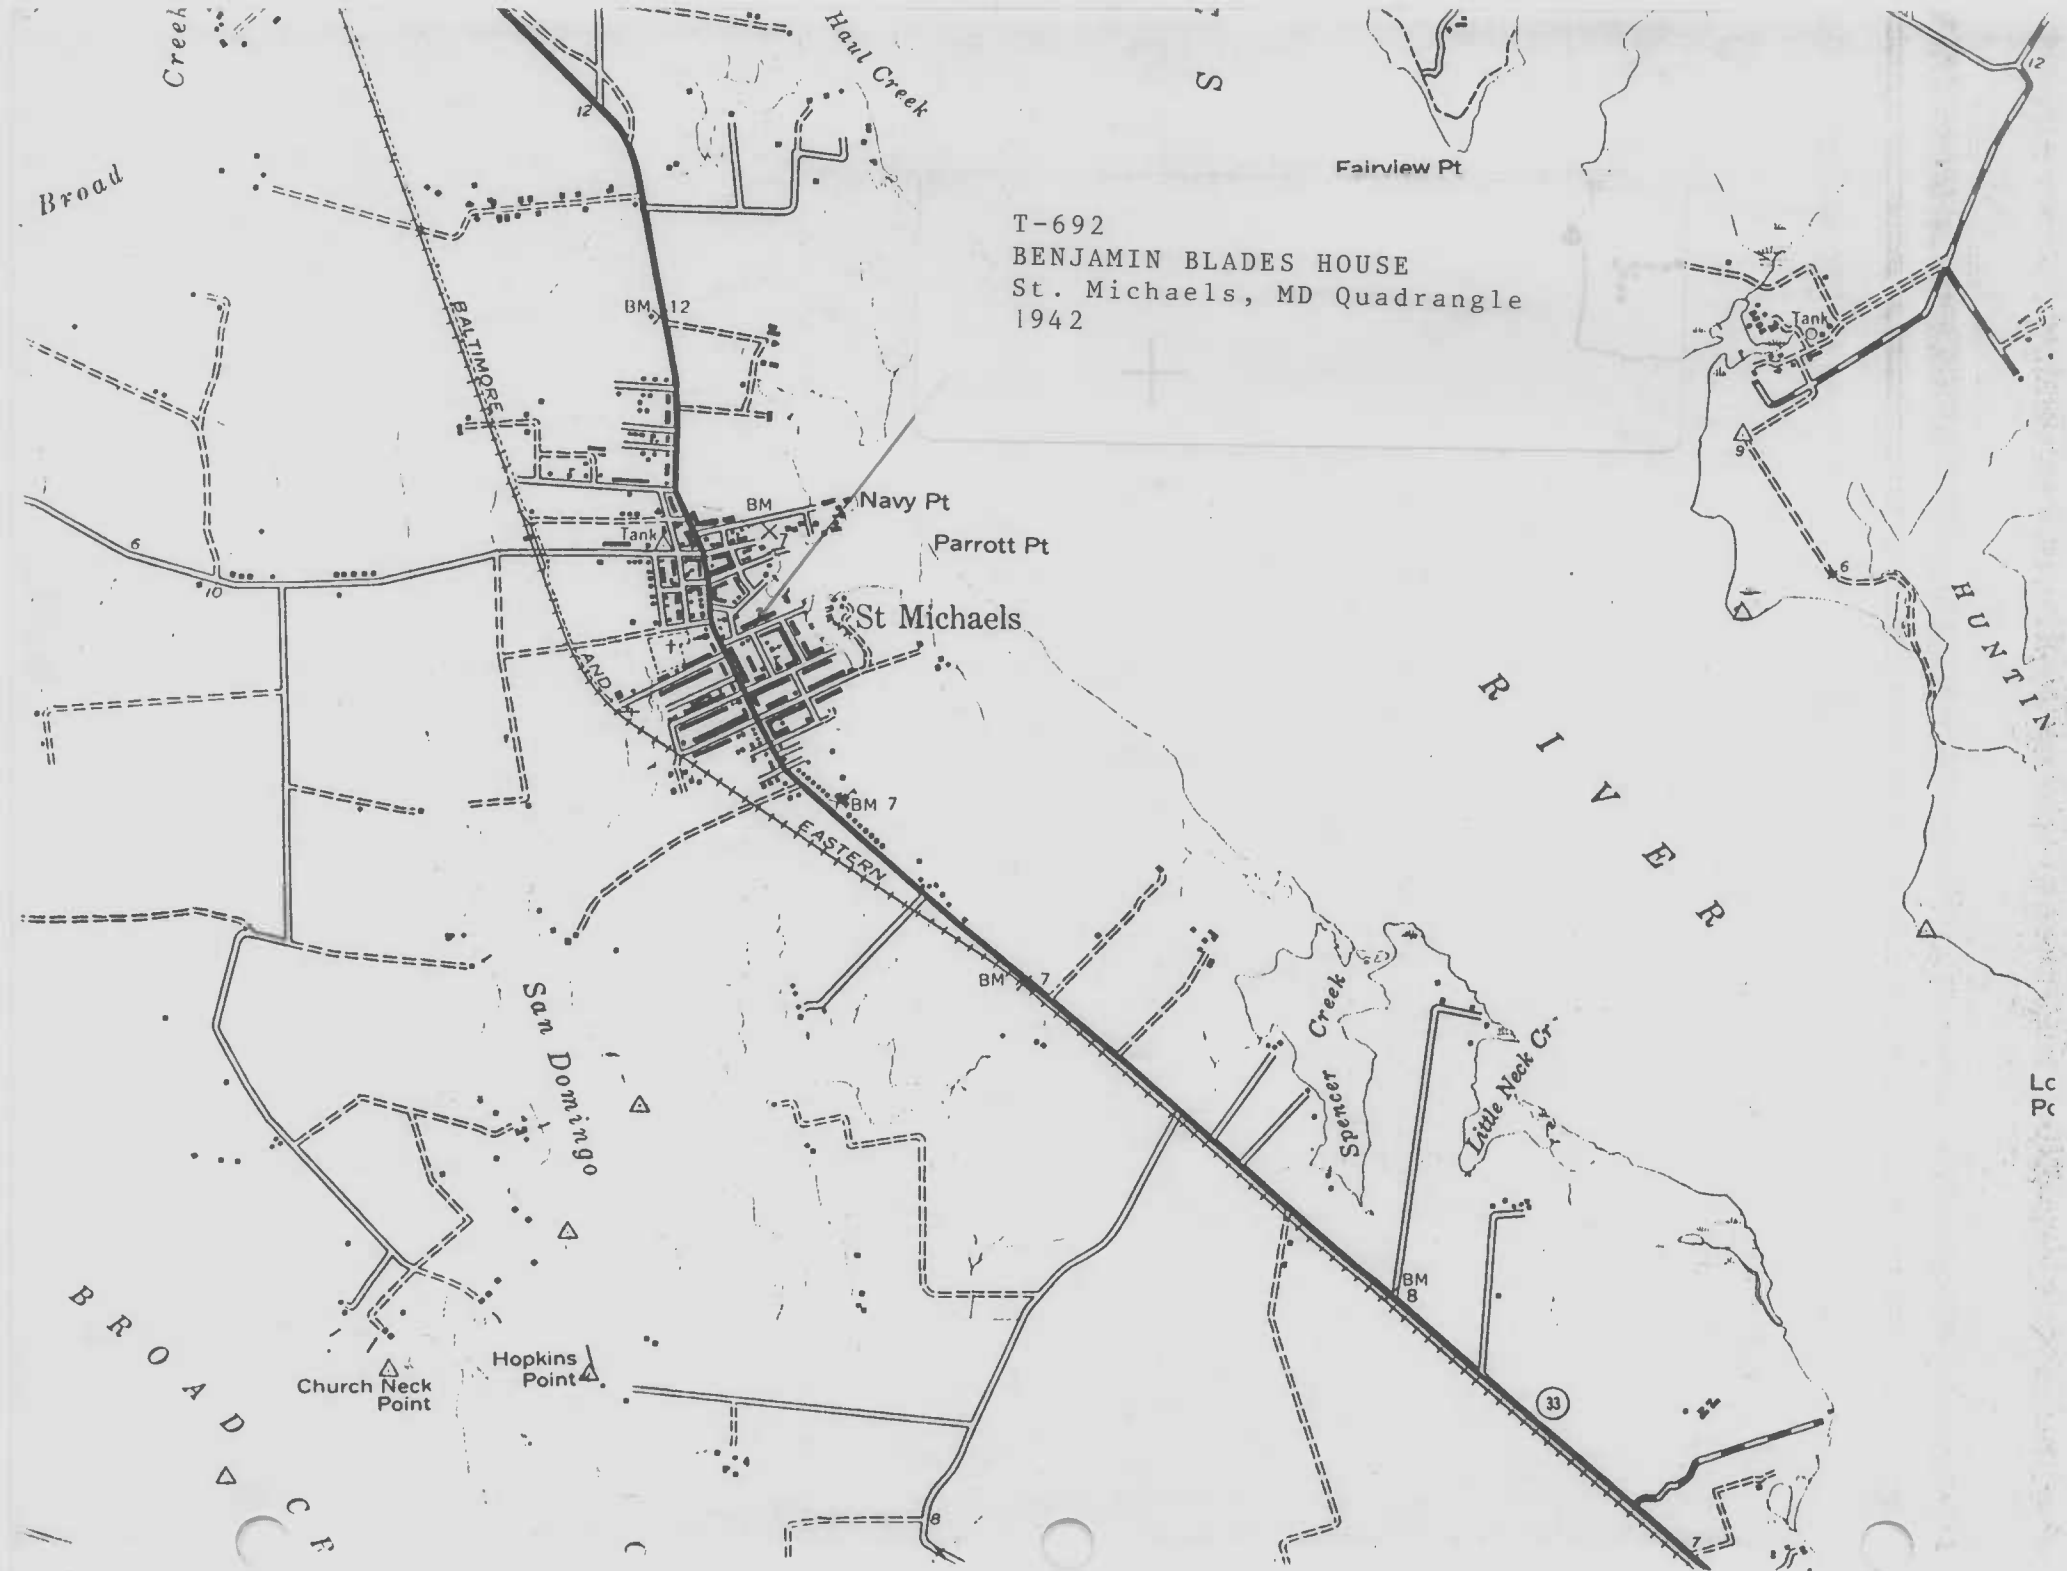 Creek
Haul Creek
S
12
12
Broad
Fairview Pt
T-692
BENJAMIN BLADES HOUSE
St. Michaels, MD Quadrangle
1942
BM 12
BALTIMORE
Tank
9
BM
7
Navy Pt
Tank
Parrott Pt
6
10
6
St Michaels
HUNTIN
AND
RIVER
BM 7
EASTERN
BM 7
San Domingo
Spencer Creek
Little Neck Cr
Lo
BM
8
BROAD
Hopkins
Point
Church Neck
Point
33
C
8
7